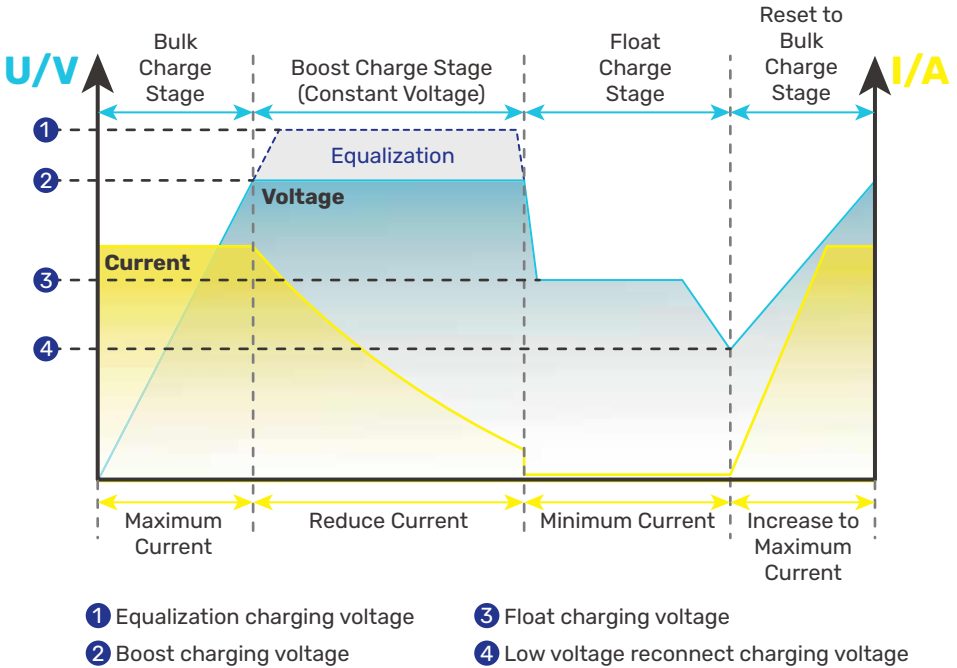 U/V
Bulk
Charge
Stage
Boost Charge Stage
(Constant Voltage)
Float
Charge
Stage
Reset to
Bulk
Charge
Stage
I/A
1
Equalization
2
Voltage
Current
3
4
Maximum
Current
Reduce Current
Minimum Current
Increase to
Maximum
Current
1 Equalization charging voltage
3 Float charging voltage
2 Boost charging voltage
4 Low voltage reconnect charging voltage